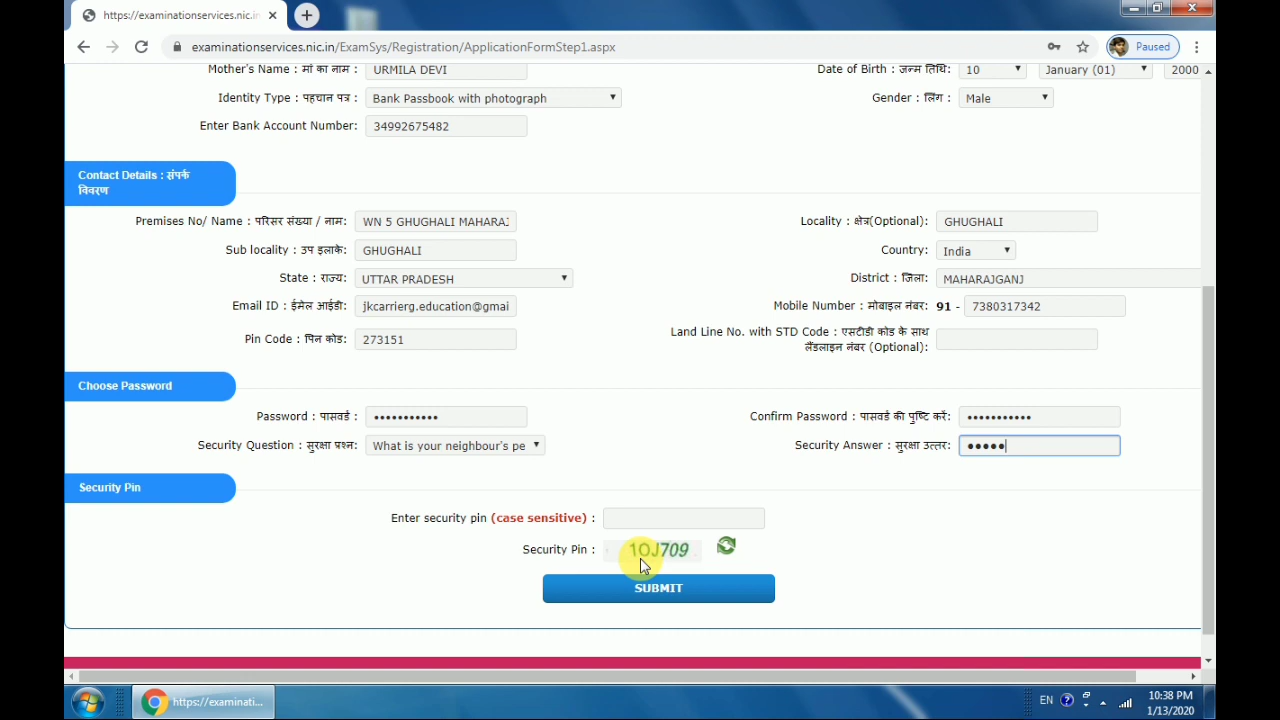 https://examinationservices.nic.in
examinationservices.nic.in/ExamSys/Registration/ApplicationFormStep1.aspx
Paused
Mother's Name : माँ का नाम : URMILA DEVI
Date of Birth : जन्म तिथि: 10 January (01) 2000
Identity Type : पहचान पत्र : Bank Passbook with photograph
Gender : लिंग : Male
Enter Bank Account Number: 34992675482
Contact Details : संपर्क
विवरण
Premises No/ Name : परिसर संख्या / नाम: WN 5 GHUGHALI MAHARAJ
Locality : क्षेत्र(Optional): GHUGHALI
Sub locality : उप इलाके: GHUGHALI
Country: India
State : राज्य: UTTAR PRADESH
District : जिला: MAHARAJGANJ
Email ID : ईमेल आईडी: jkcarrierg.education@gmai
Mobile Number : मोबाइल नंबर: 91 - 7380317342
Pin Code : पिन कोड: 273151
Land Line No. with STD Code : एसटीडी कोड के साथ
लैंडलाइन नंबर (Optional):
Choose Password
Password : पासवर्ड : •••••••••••
Confirm Password : पासवर्ड की पुष्टि करें: •••••••••••
Security Question : सुरक्षा प्रश्न: What is your neighbour's pe
Security Answer : सुरक्षा उत्तर: •••••
Security Pin
Enter security pin (case sensitive) :
Security Pin : 1OJ709
SUBMIT
https://examinati...
EN
10:38 PM
1/13/2020